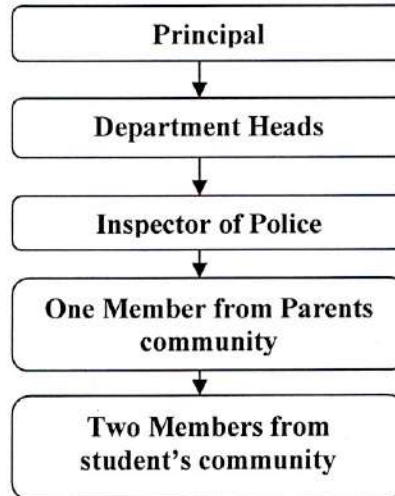 Principal
Department Heads
Inspector of Police
One Member from Parents
community
Two Members from
student's community